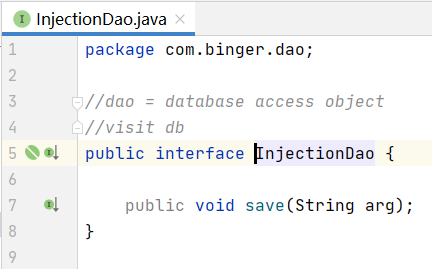 InjectionDao.java
1 package com.binger.dao;
2
3 //dao = database access object
4 //visit db
5 public interface InjectionDao {
6
7 public void save(String arg);
8 }
9